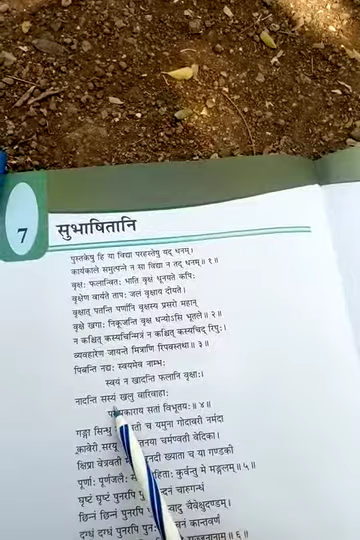 7
सुभाषितानि
पुस्तकेषु हि या विद्या परहस्तेषु यद् धनम्।
कार्यकाले समुत्पन्ने न सा विद्या न तद् धनम्॥ १॥
वृक्षः फलान्वितः भाति वृक्षं धूनयते कपिः
वृक्षेण वार्यते तापः जलं वृक्षाय दीयते।
वृक्षात् पतन्ति पर्णानि वृक्षस्य प्रसरो महान्
वृक्षे खगाः निकूजन्ति वृक्ष धन्योऽसि भूतले॥ २॥
न कश्चित् कस्यचिन्मित्रं न कश्चित् कस्यचिद् रिपुः।
व्यवहारेण जायन्ते मित्राणि रिपवस्तथा॥ ३॥
पिबन्ति नद्यः स्वयमेव नाम्भः
स्वयं न खादन्ति फलानि वृक्षाः।
नादन्ति सस्यं खलु वारिवाहाः
सतां विभूतयः॥ ४॥
गङ्गा सिन्धु च यमुना गोदावरी नर्मदा
कावेरी सरयू चर्मण्वती वेदिका।
क्षिप्रा वेत्रवती ख्याता च या गण्डकी
पूर्णाः पूर्णजलैः कुर्वन्तु मे मङ्गलम्॥ ५॥
घृष्टं घृष्टं पुनरपि चारुगन्धं
छिन्नं छिन्नं पुनरपि चैवेक्षुदण्डम्।
दग्धं दग्धं पुनरपि कान्तवर्णं
॥ ६॥